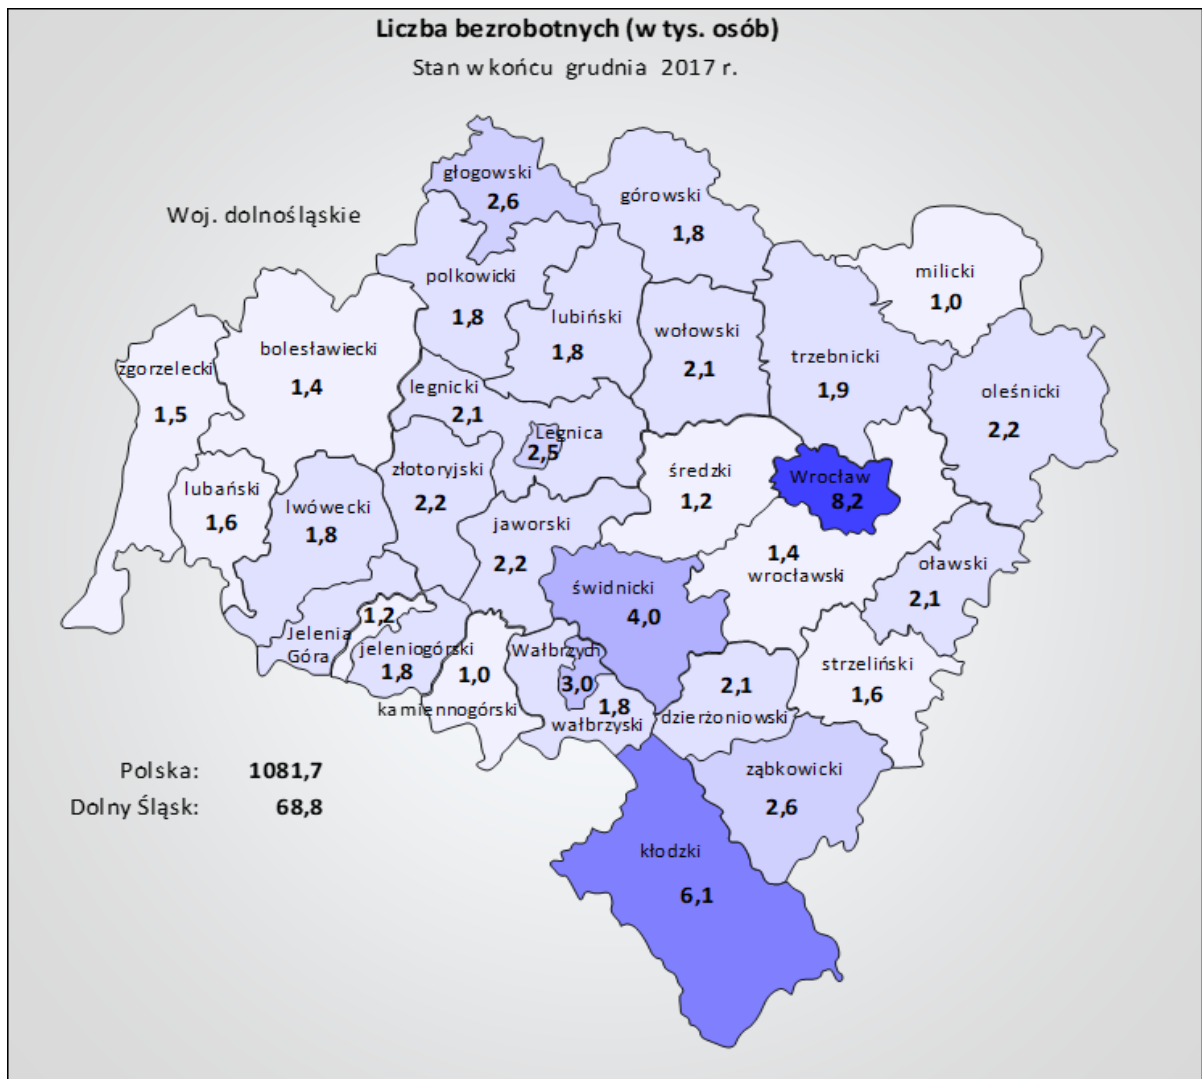 Liczba bezrobotnych (w tys. osób)
Stan w końcu grudnia 2017 r.
Woj. dolnośląskie
głogowski
2,6
górowski
1,8
milicki
1,0
polkowicki
1,8
lubiński
1,8
wołowski
2,1
trzebnicki
1,9
oleśnicki
2,2
zgorzelecki
1,5
bolesławiecki
1,4
legnicki
2,1
Legnica
2,5
złotoryjski
2,2
średzki
1,2
Wrocław
8,2
lubański
1,6
lwówecki
1,8
jaworski
2,2
1,4
wrocławski
oławski
2,1
świdnicki
4,0
Jelenia
Góra
1,2
jeleniogórski
1,8
1,0
kamiennogórski
Wałbrzych
3,0
1,8
wałbrzyski
2,1
dzierżoniowski
strzeliński
1,6
ząbkowicki
2,6
kłodzki
6,1
Polska: 1081,7
Dolny Śląsk: 68,8